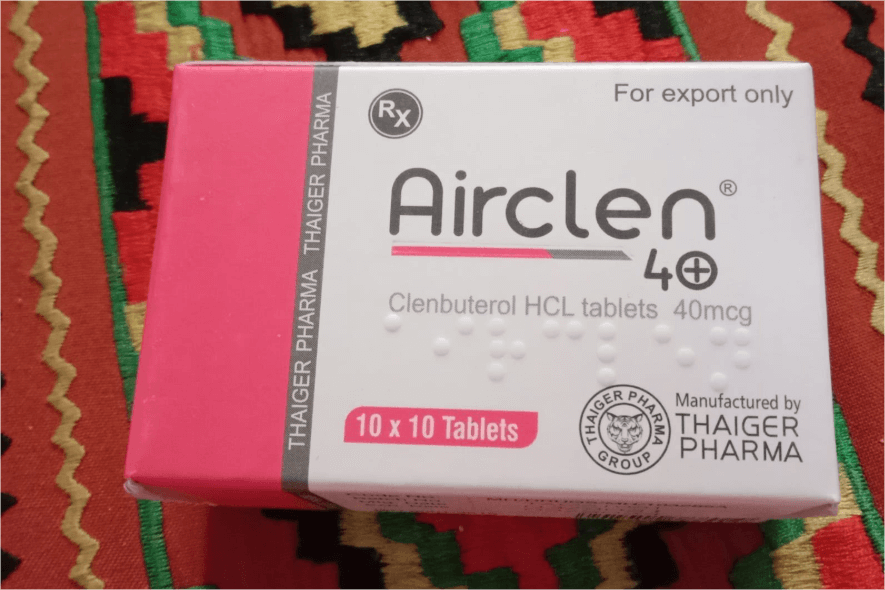 For export only
Rx
THAIGER PHARMA THAIGER PHARMA
Airclen®
40
Clenbuterol HCL tablets 40mcg
10 x 10 Tablets
THAIGER PHARMA
GROUP
Manufactured by
THAIGER
PHARMA